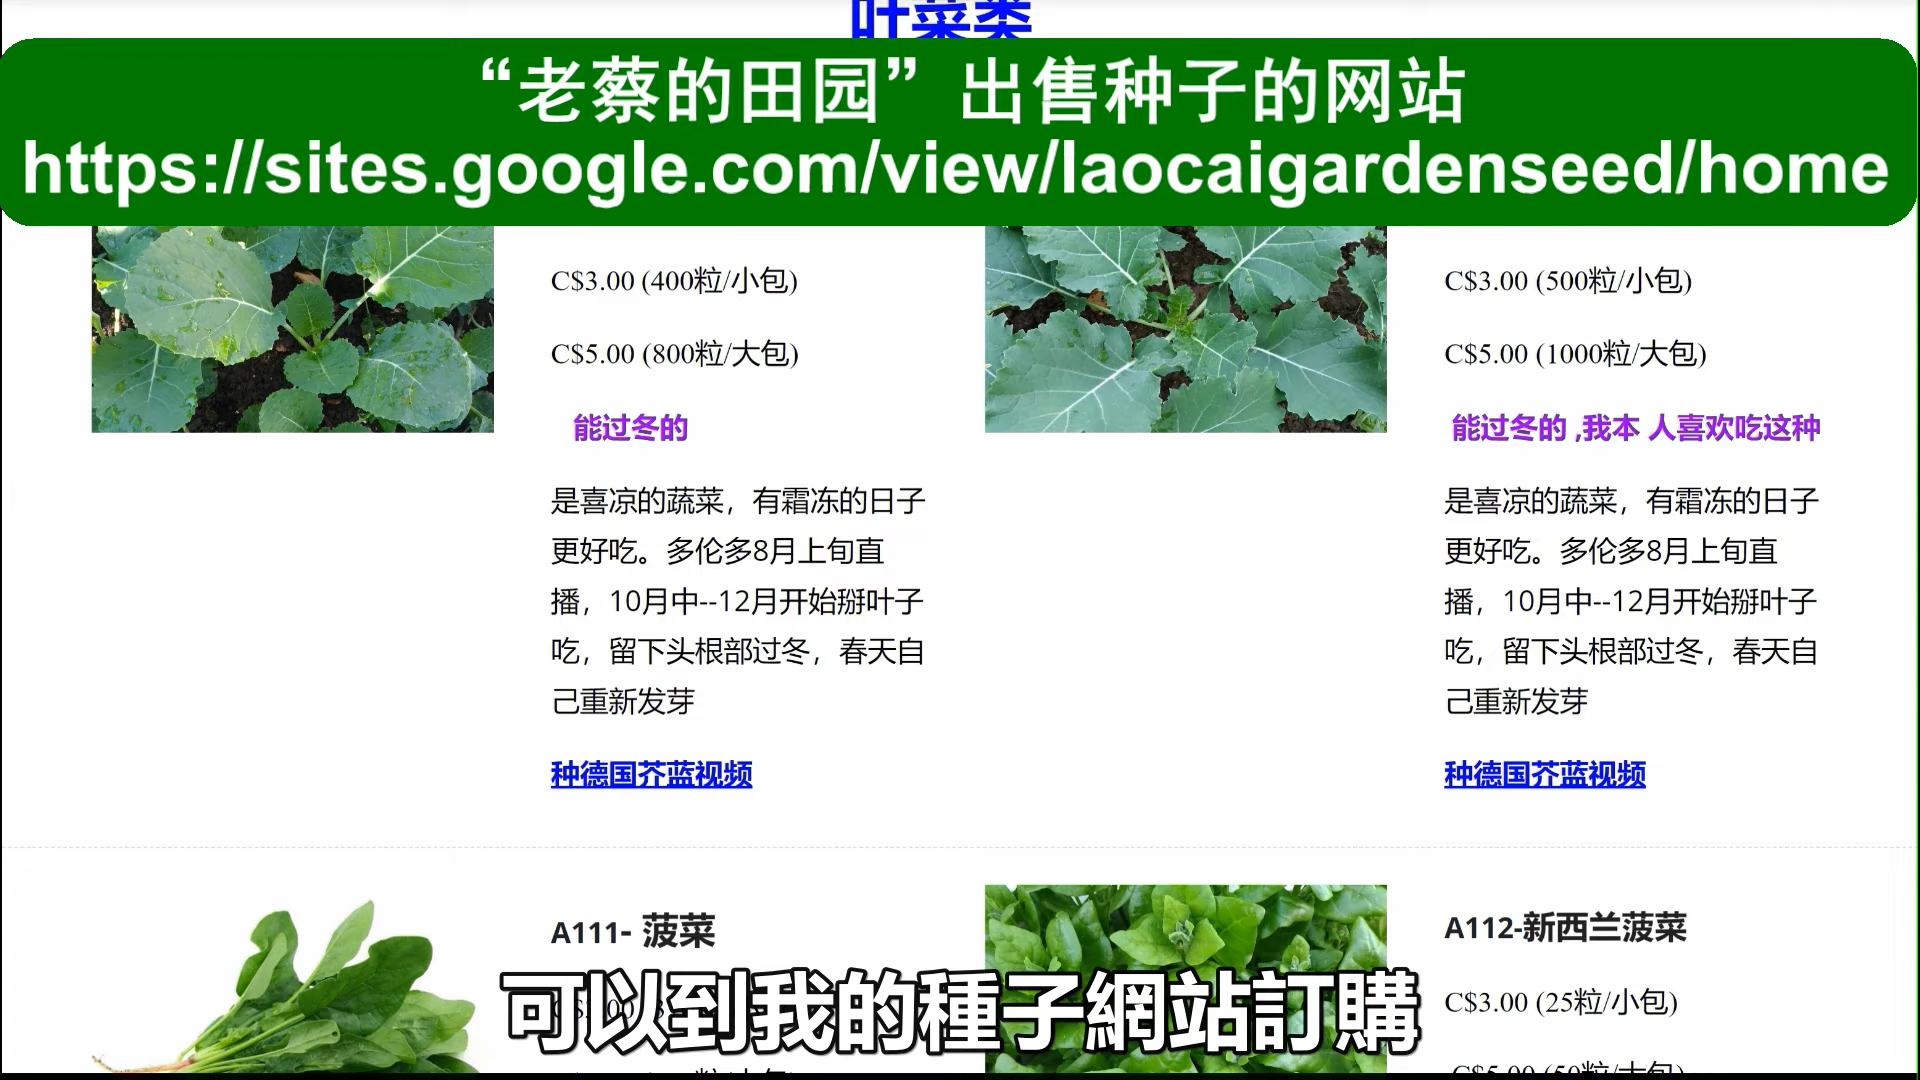 叶菜类
“老蔡的田园”出售种子的网站
https://sites.google.com/view/laocaigardenseed/home
C$3.00 (400粒/小包)
C$5.00 (800粒/大包)
能过冬的
是喜凉的蔬菜，有霜冻的日子
更好吃。多伦多8月上旬直
播，10月中--12月开始掰叶子
吃，留下头根部过冬，春天自
己重新发芽
种德国芥蓝视频
C$3.00 (500粒/小包)
C$5.00 (1000粒/大包)
能过冬的 ,我本 人喜欢吃这种
是喜凉的蔬菜，有霜冻的日子
更好吃。多伦多8月上旬直
播，10月中--12月开始掰叶子
吃，留下头根部过冬，春天自
己重新发芽
种德国芥蓝视频
A111- 菠菜
A112-新西兰菠菜
C$3.00 (25粒/小包)
C$5.00 (50粒/大包)
可以到我的種子網站訂購